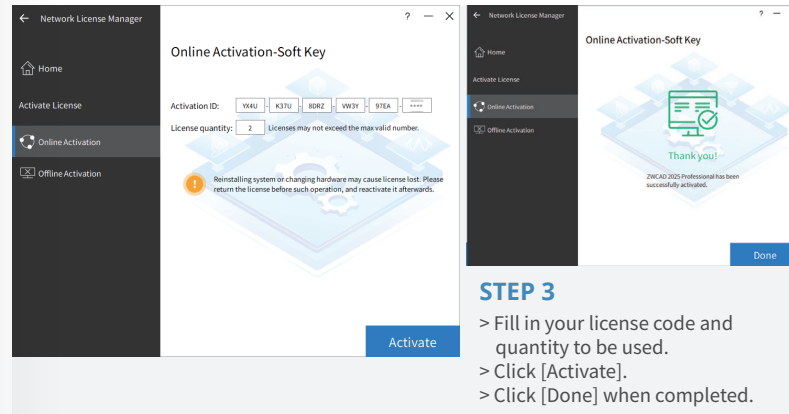 Network License Manager
Home
Activate License
Online Activation
Offline Activation
? — X
Online Activation-Soft Key
Activation ID: YX4U - K37U - 8DRZ - VW3Y - 97EA - ****
License quantity: 2 Licenses may not exceed the max valid number.
! Reinstalling system or changing hardware may cause license lost. Please
return the license before such operation, and reactivate it afterwards.
Activate
Network License Manager
Home
Activate License
Online Activation
Offline Activation
? —
Online Activation-Soft Key
Thank you!
ZWCAD 2025 Professional has been
successfully activated.
Done
STEP 3
> Fill in your license code and
quantity to be used.
> Click [Activate].
> Click [Done] when completed.